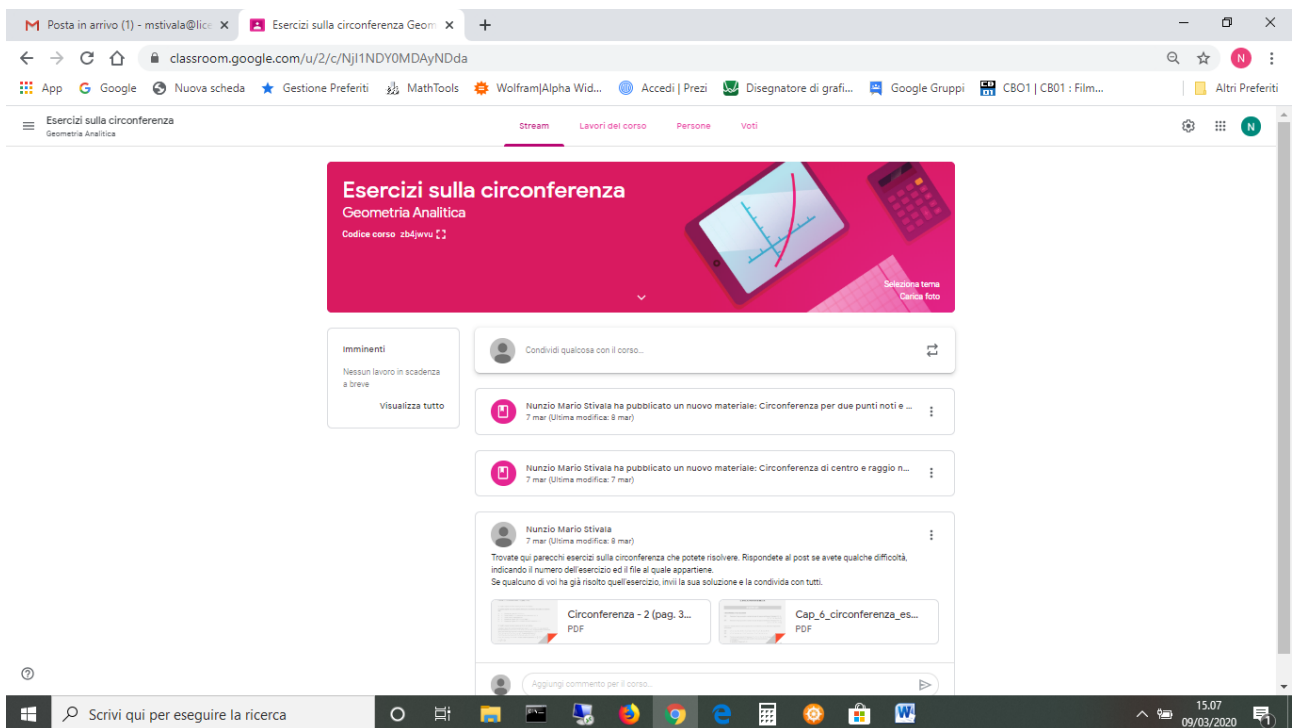 Posta in arrivo (1) - mstivala@lice
Esercizi sulla circonferenza Geom
classroom.google.com/u/2/c/NjI1NDY0MDAyNDda
N
App Google Nuova scheda Gestione Preferiti MathTools Wolfram|Alpha Wid... Accedi | Prezi Disegnatore di grafi... Google Gruppi CBO1 | CB01 : Film... Altri Preferiti
Esercizi sulla circonferenza
Geometria Analitica
Stream Lavori del corso Persone Voti
N
Esercizi sulla circonferenza
Geometria Analitica
Codice corso zb4jwvu
Seleziona tema
Carica foto
Imminenti
Nessun lavoro in scadenza
a breve
Visualizza tutto
Condividi qualcosa con il corso...
Nunzio Mario Stivala ha pubblicato un nuovo materiale: Circonferenza per due punti noti e ...
7 mar (Ultima modifica: 8 mar)
Nunzio Mario Stivala ha pubblicato un nuovo materiale: Circonferenza di centro e raggio n...
7 mar (Ultima modifica: 7 mar)
Nunzio Mario Stivala
7 mar (Ultima modifica: 8 mar)
Trovate qui parecchi esercizi sulla circonferenza che potete risolvere. Rispondete al post se avete qualche difficoltà,
indicando il numero dell'esercizio ed il file al quale appartiene.
Se qualcuno di voi ha già risolto quell'esercizio, invii la sua soluzione e la condivida con tutti.
Circonferenza - 2 (pag. 3...
PDF
Cap_6_circonferenza_es...
PDF
Aggiungi commento per il corso...
Scrivi qui per eseguire la ricerca
15.07
09/03/2020